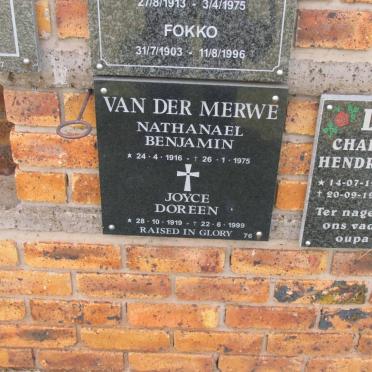 27/8/1913 - 3/4/1975
FOKKO
31/7/1903 - 11/8/1996
VAN DER MERWE
NATHANAEL
BENJAMIN
* 24 - 4 - 1916 - † 26 - 1 - 1975
JOYCE
DOREEN
* 28 - 10 - 1919 - † 22 - 6 - 1999
RAISED IN GLORY 76
CHAR
HENDR
* 14-07-1
† 20-09-1
Ter nage
ons vad
oupa